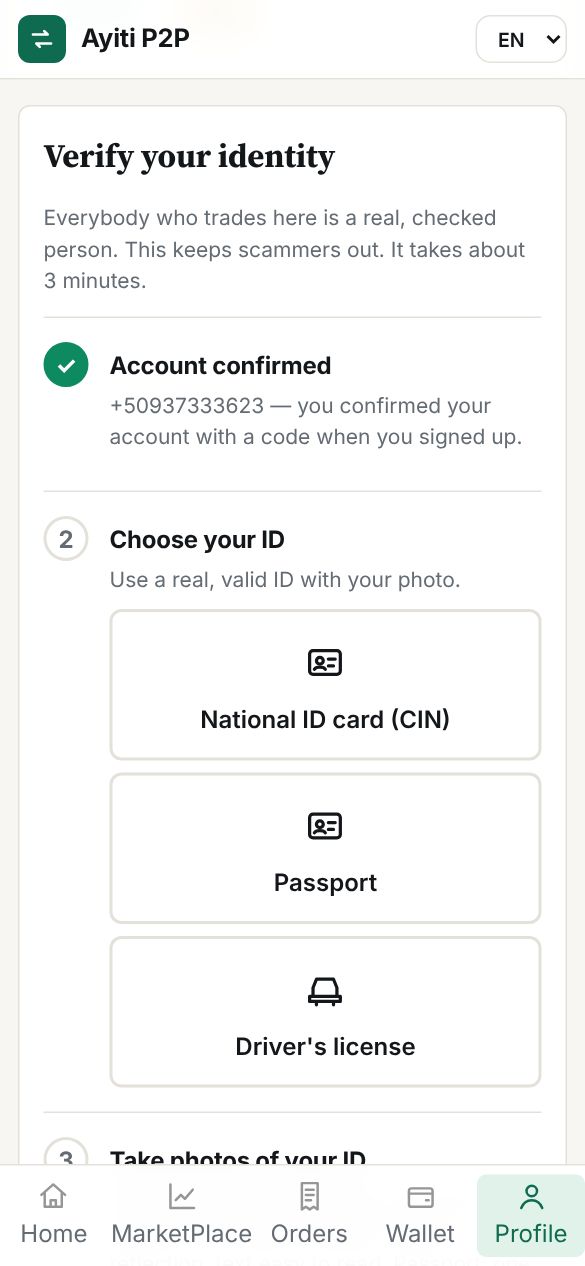 Ayiti P2P
EN
Verify your identity
Everybody who trades here is a real, checked
person. This keeps scammers out. It takes about
3 minutes.
Account confirmed
+50937333623 — you confirmed your
account with a code when you signed up.
2
Choose your ID
Use a real, valid ID with your photo.
National ID card (CIN)
Passport
Driver's license
3
Take photos of your ID
Home
MarketPlace
Orders
Wallet
Profile